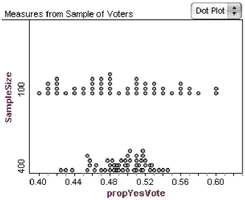 Measures from Sample of Voters
Dot Plot
SampleSize
100
400
0.40 0.44 0.48 0.52 0.56 0.60
propYesVote